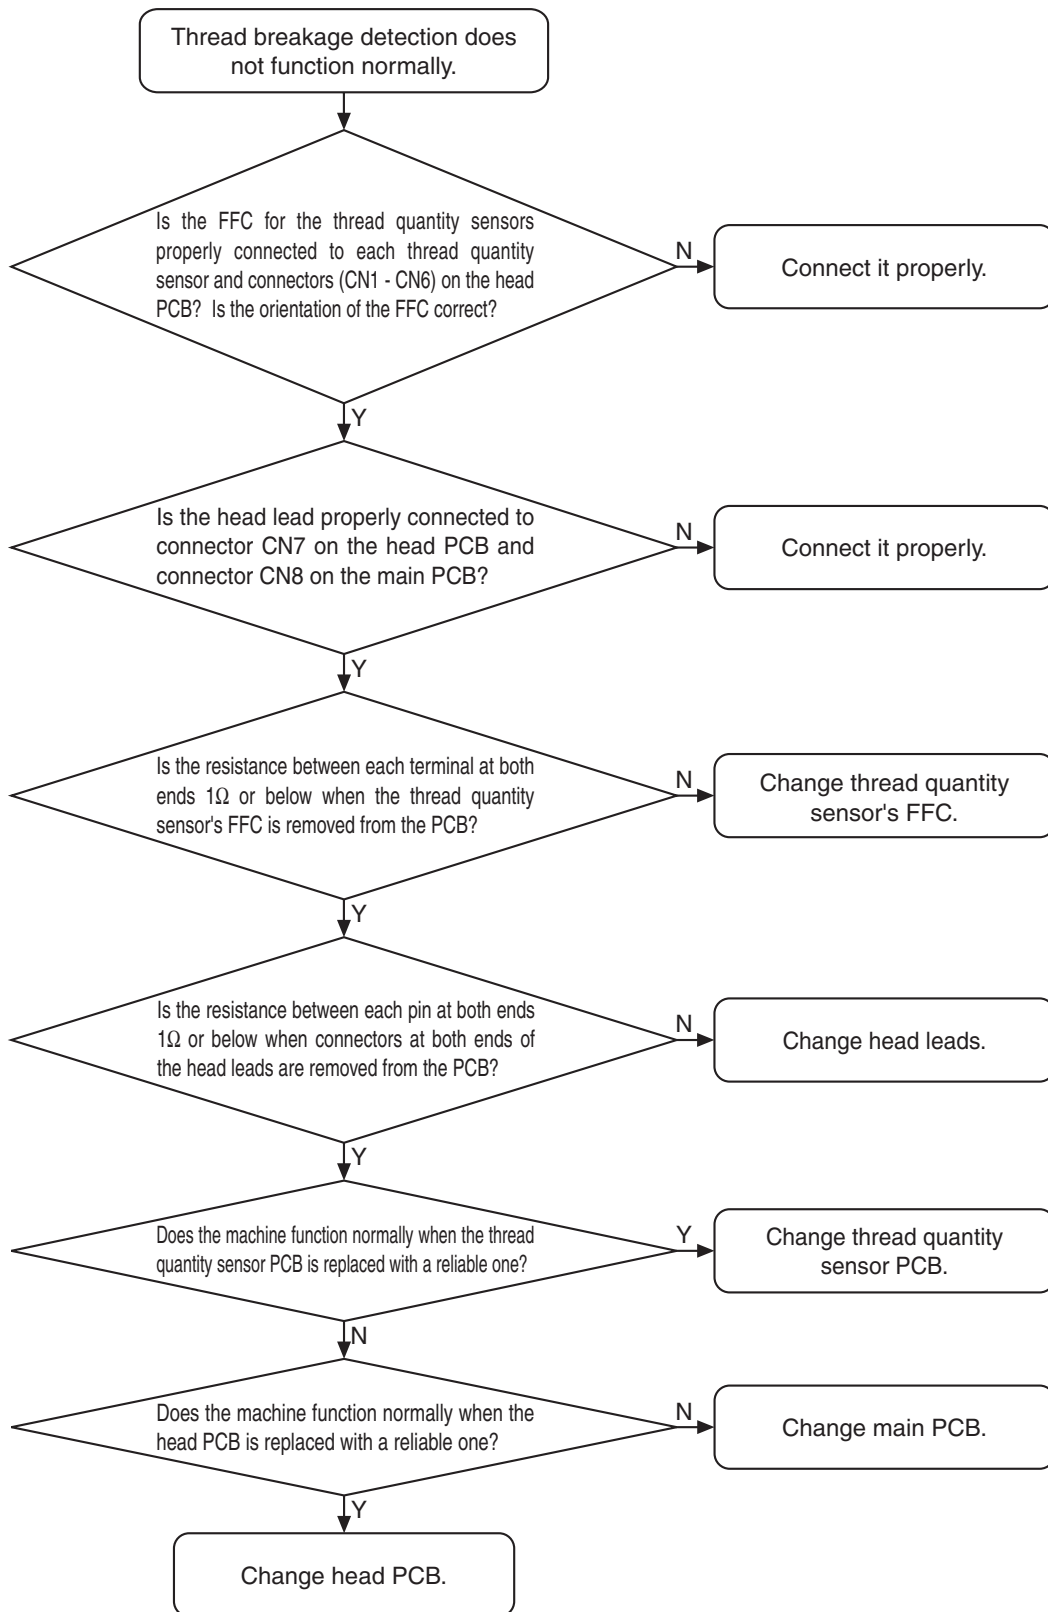 Thread breakage detection does
not function normally.
Is the FFC for the thread quantity sensors
properly connected to each thread quantity
sensor and connectors (CN1 - CN6) on the head
PCB? Is the orientation of the FFC correct?
N
Connect it properly.
Y
Is the head lead properly connected to
connector CN7 on the head PCB and
connector CN8 on the main PCB?
N
Connect it properly.
Y
Is the resistance between each terminal at both
ends 1Ω or below when the thread quantity
sensor's FFC is removed from the PCB?
N
Change thread quantity
sensor's FFC.
Y
Is the resistance between each pin at both ends
1Ω or below when connectors at both ends of
the head leads are removed from the PCB?
N
Change head leads.
Y
Does the machine function normally when the thread
quantity sensor PCB is replaced with a reliable one?
Y
Change thread quantity
sensor PCB.
N
Does the machine function normally when the
head PCB is replaced with a reliable one?
N
Change main PCB.
Y
Change head PCB.